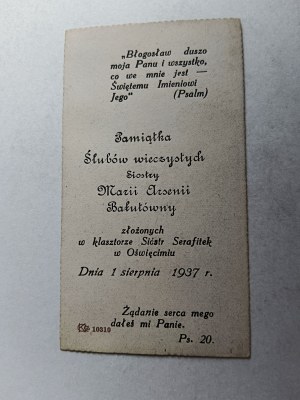 „Błogosław duszo
moja Panu i wszystko,
co we mnie jest —
Świętemu Imieniowi
Jego“ (Psalm)
Pamiątka
Ślubów wieczystych
Siostry
Marii Arsenii
Bałutówny
złożonych
w klasztorze Sióstr Serafitek
w Oświęcimiu
Dnia 1 sierpnia 1937 r.
Żądanie serca mego
dałeś mi Panie.
Ps. 20.
10010